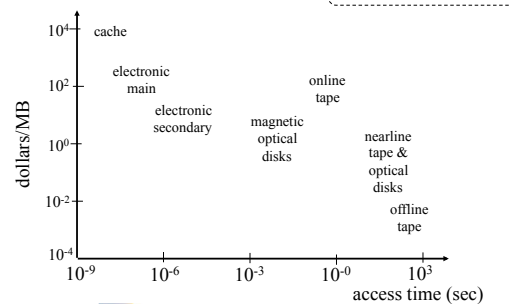 dollars/MB
10^4
10^2
10^0
10^-2
10^-4
cache
electronic
main
electronic
secondary
magnetic
optical
disks
online
tape
nearline
tape &
optical
disks
offline
tape
10^-9
10^-6
10^-3
10^-0
10^3
access time (sec)